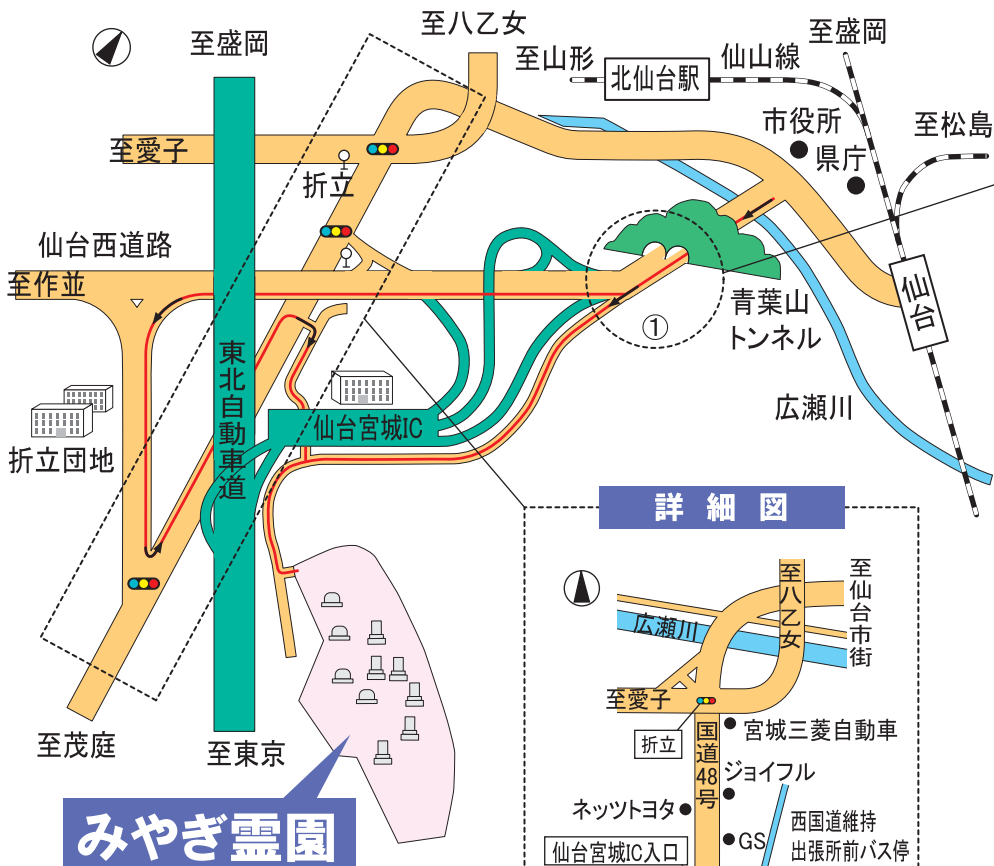 至八乙女
至盛岡
至盛岡
至山形
北仙台駅
仙山線
市役所
至松島
県庁
至愛子
折立
仙台西道路
至作並
仙台
青葉山
トンネル
①
東北自動車道
広瀬川
仙台宮城IC
折立団地
詳細図
至茂庭
至東京
みやぎ霊園
至八乙女
至仙台市街
広瀬川
至愛子
折立
国道48号
宮城三菱自動車
ジョイフル
ネッツトヨタ
GS
西国道維持
出張所前バス停
仙台宮城IC入口